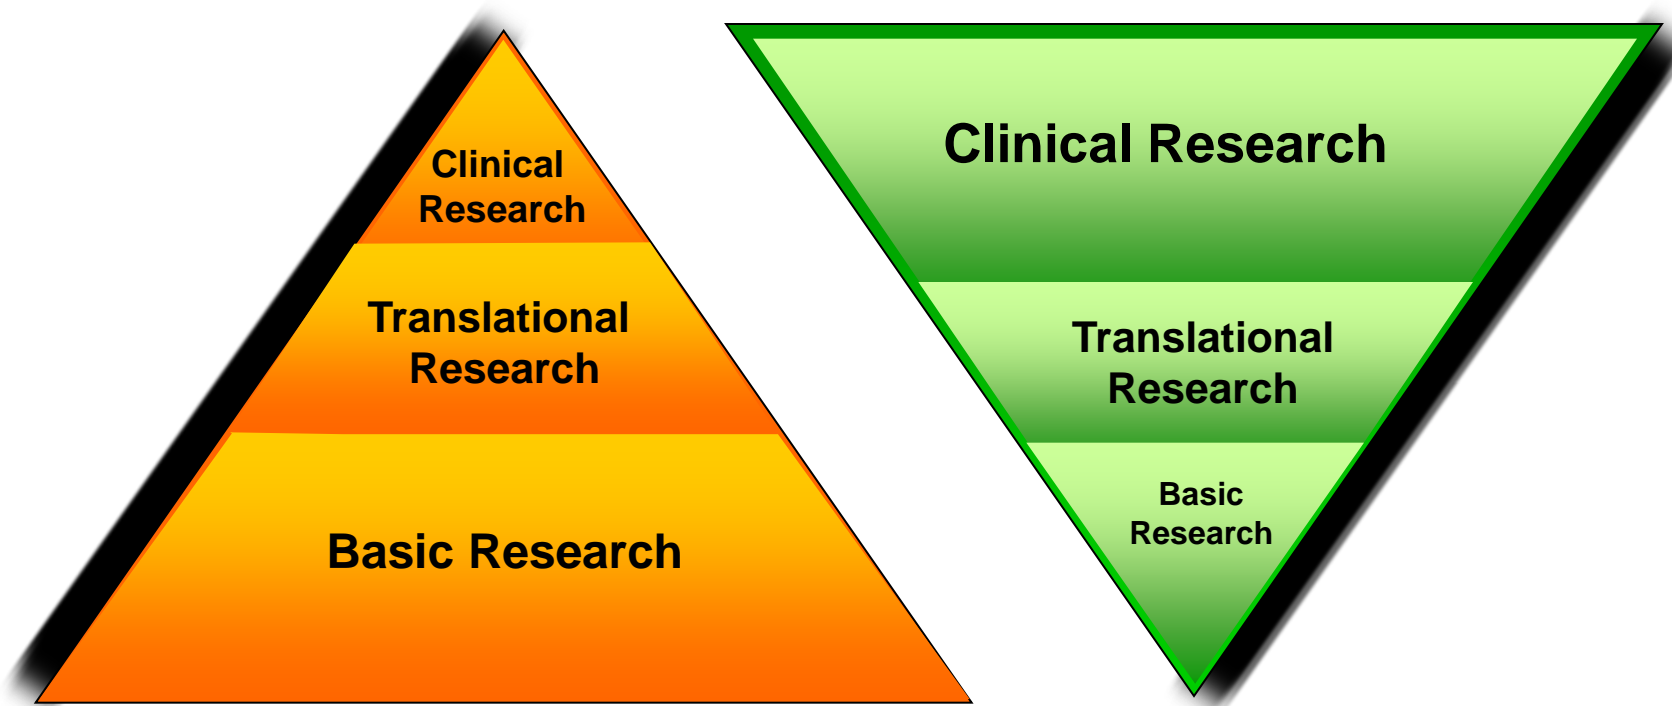 Clinical
Research
Translational
Research
Basic Research
Clinical Research
Translational
Research
Basic
Research